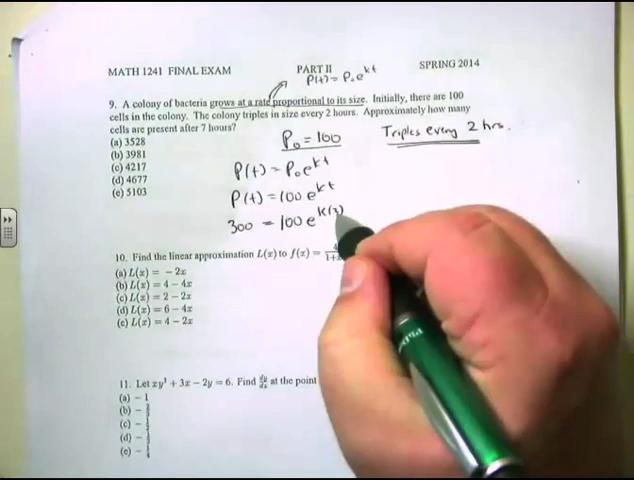 MATH 1241 FINAL EXAM PART II SPRING 2014
P(t) = P₀e^kt
9. A colony of bacteria grows at a rate proportional to its size. Initially, there are 100
cells in the colony. The colony triples in size every 2 hours. Approximately how many
cells are present after 7 hours?
(a) 3528
(b) 3981
(c) 4217
(d) 4677
(e) 5103
P₀ = 100
Triples every 2 hrs.
P(t) = P₀e^kt
P(t) = 100e^kt
300 = 100e^k(2)
10. Find the linear approximation L(x) to f(x) =
(a) L(x) = −2x
(b) L(x) = 4 − 4x
(c) L(x) = 2 − 2x
(d) L(x) = 6 − 4x
(e) L(x) = 4 − 2x
11. Let xy³ + 3x − 2y = 6. Find dy/dx at the point
(a) −1
(b)
(c)
(d)
(e)